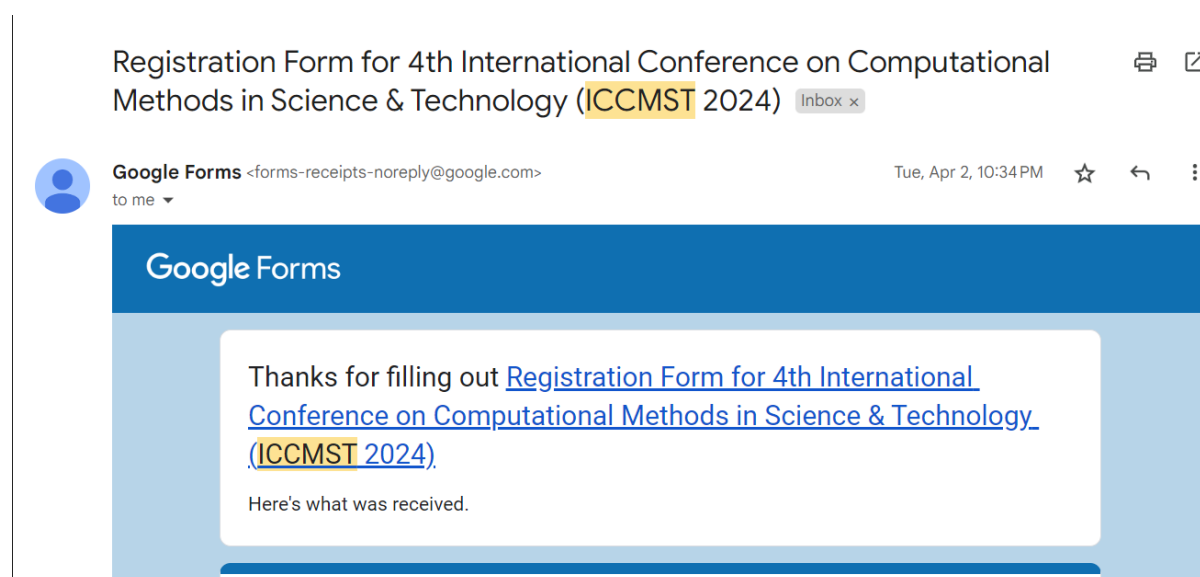 Registration Form for 4th International Conference on Computational
Methods in Science & Technology (ICCMST 2024) Inbox ×
Google Forms <forms-receipts-noreply@google.com> Tue, Apr 2, 10:34 PM
to me
Google Forms
Thanks for filling out Registration Form for 4th International
Conference on Computational Methods in Science & Technology
(ICCMST 2024)
Here's what was received.